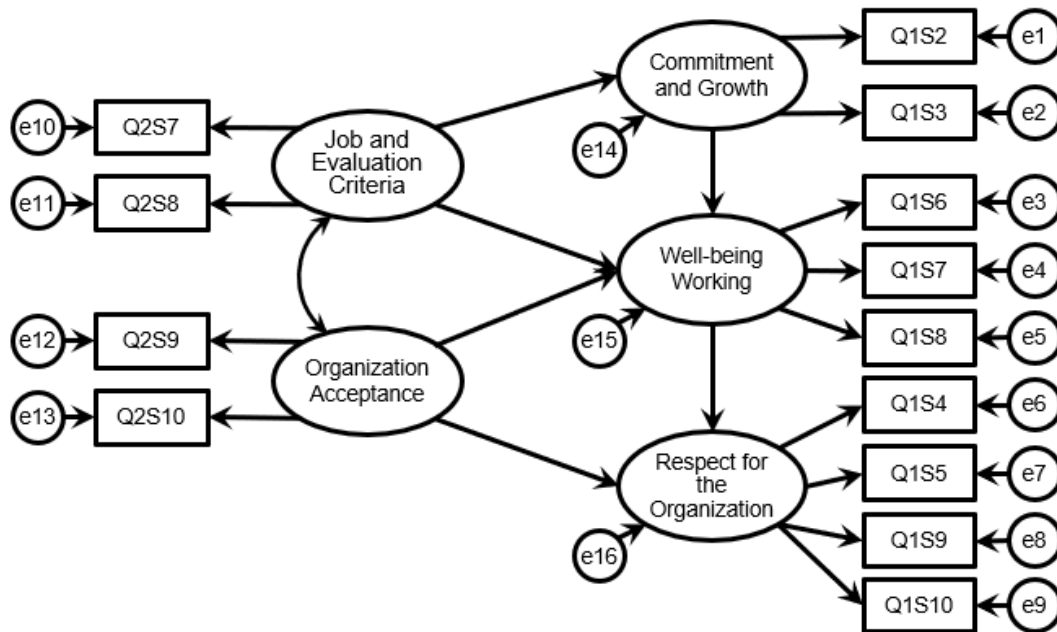 Commitment
and Growth
Q1S2
e1
Q1S3
e2
e14
e10
Q2S7
Job and
Evaluation
Criteria
e11
Q2S8
Q1S6
e3
Well-being
Working
Q1S7
e4
e15
Q1S8
e5
e12
Q2S9
Organization
Acceptance
e13
Q2S10
Q1S4
e6
Respect for
the
Organization
Q1S5
e7
e16
Q1S9
e8
Q1S10
e9